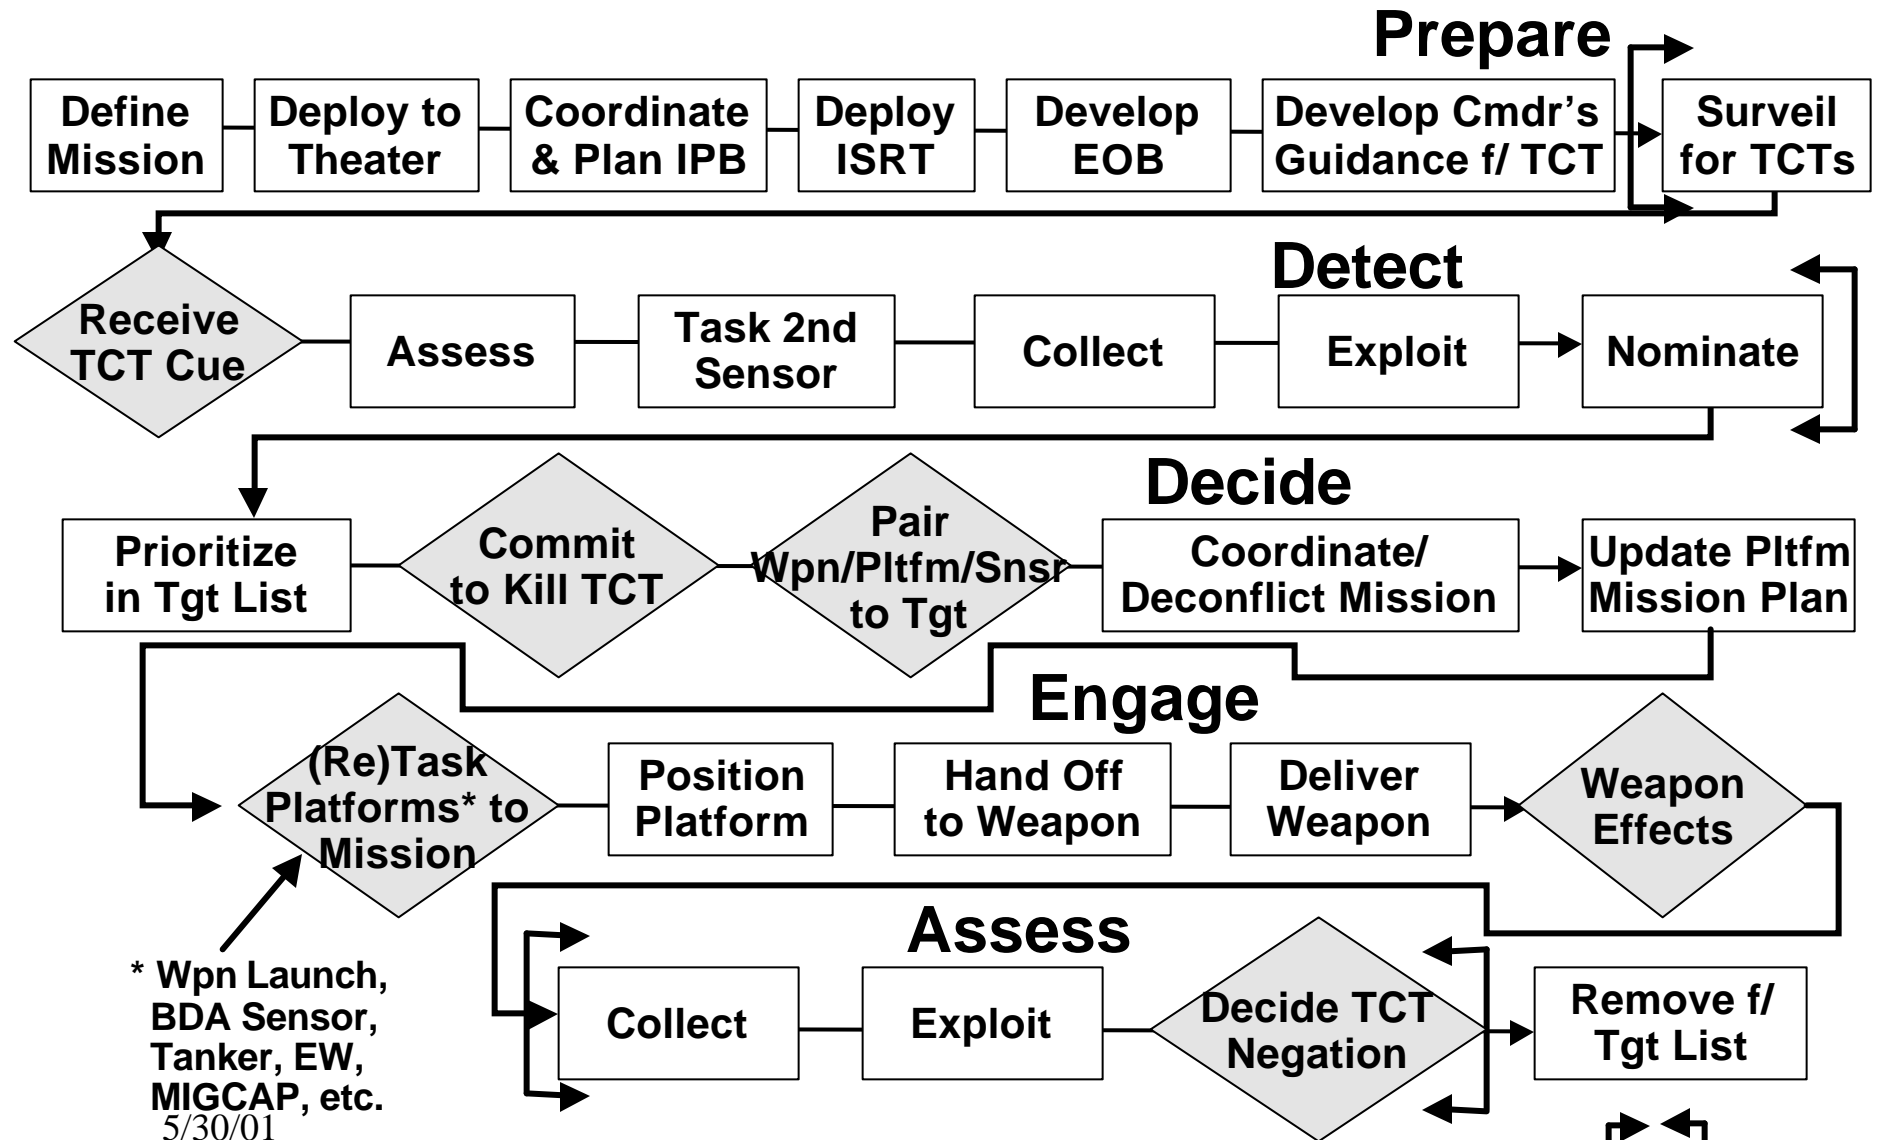 Prepare
Define
Mission
Deploy to
Theater
Coordinate
& Plan IPB
Deploy
ISRT
Develop
EOB
Develop Cmdr's
Guidance f/ TCT
Surveil
for TCTs
Detect
Receive
TCT Cue
Assess
Task 2nd
Sensor
Collect
Exploit
Nominate
Decide
Prioritize
in Tgt List
Commit
to Kill TCT
Pair
Wpn/Pltfm/Snsr
to Tgt
Coordinate/
Deconflict Mission
Update Pltfm
Mission Plan
Engage
(Re)Task
Platforms* to
Mission
Position
Platform
Hand Off
to Weapon
Deliver
Weapon
Weapon
Effects
Assess
* Wpn Launch,
BDA Sensor,
Tanker, EW,
MIGCAP, etc.
Collect
Exploit
Decide TCT
Negation
Remove f/
Tgt List
5/30/01